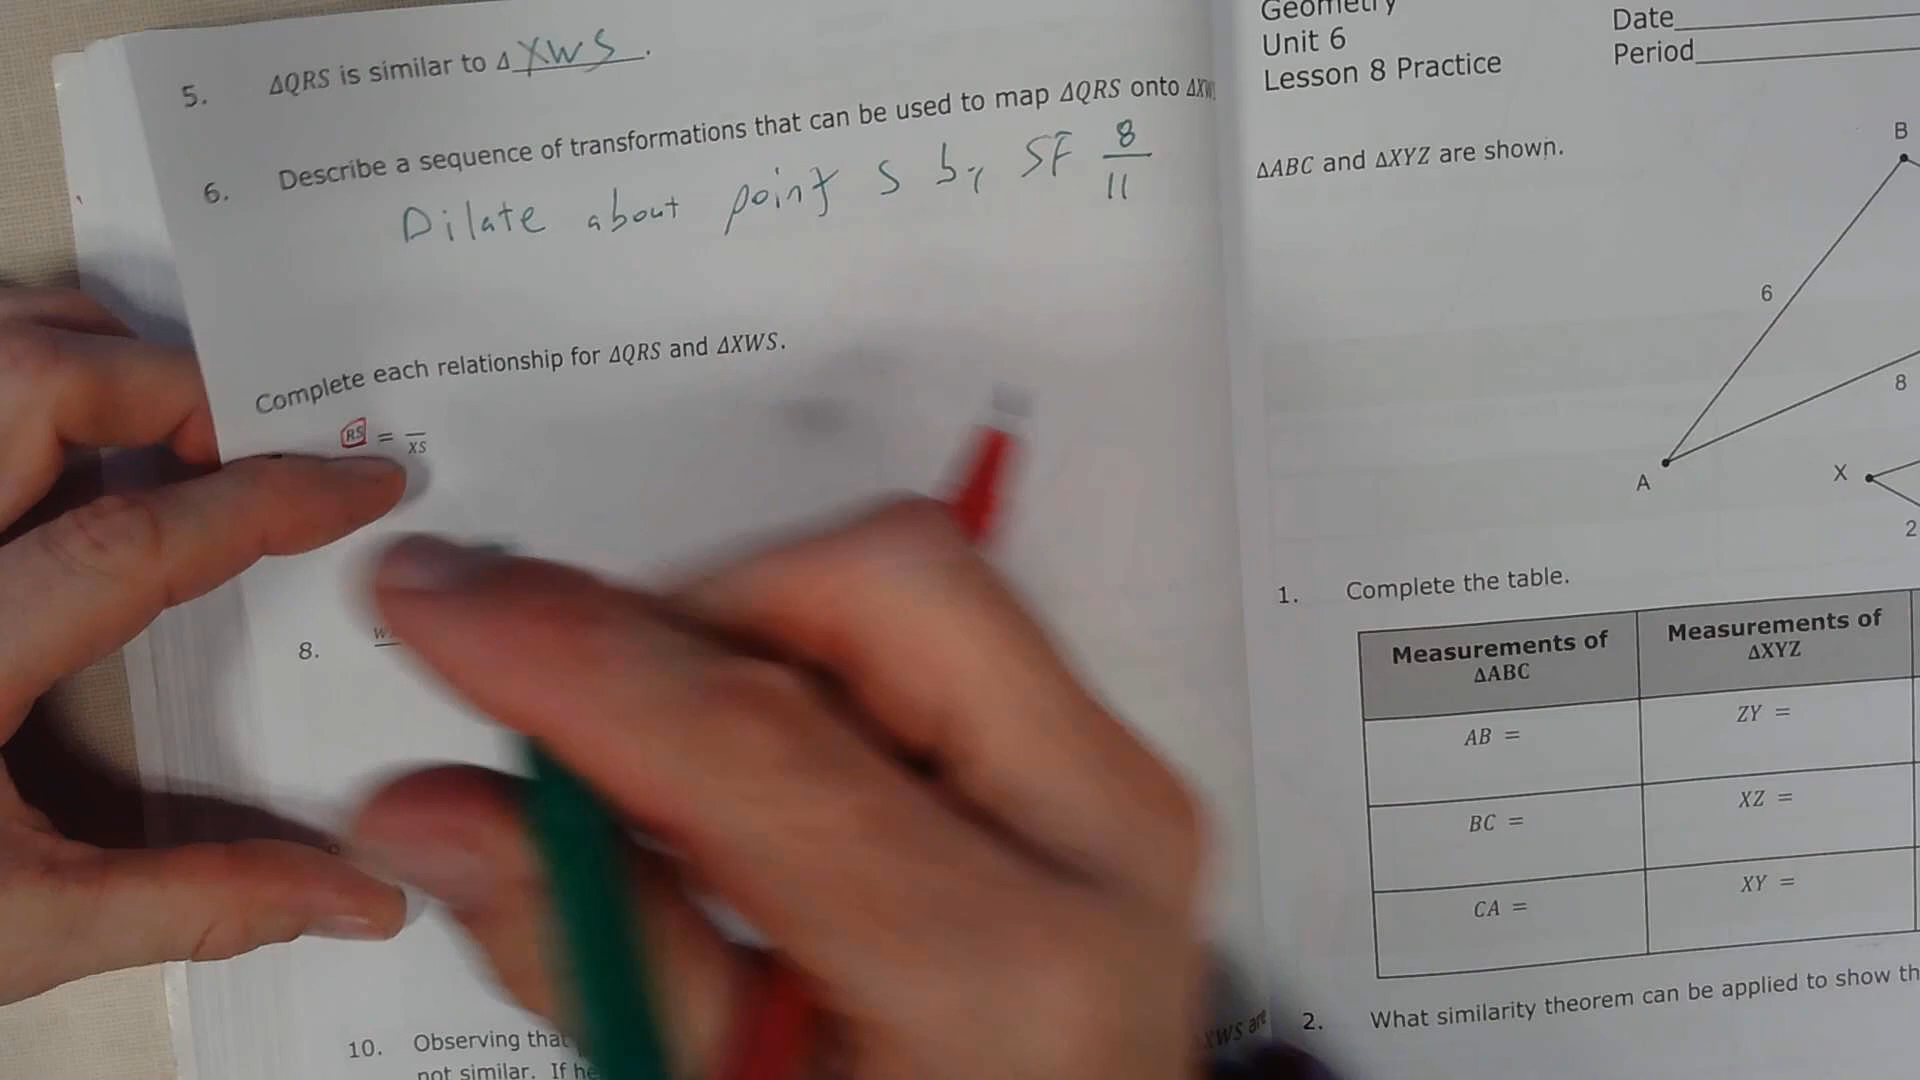 5. ΔQRS is similar to Δ XWS .
6. Describe a sequence of transformations that can be used to map ΔQRS onto ΔXW
Dilate about point S by SF 8/11
Complete each relationship for ΔQRS and ΔXWS.
RS = — XS
8. W
10. Observing that
not similar. If he
XWS are
Geometry
Unit 6
Lesson 8 Practice
Date
Period
ΔABC and ΔXYZ are shown.
B
6
8
A
X
2
1. Complete the table.
Measurements of ΔABC Measurements of ΔXYZ
AB = ZY =
BC = XZ =
CA = XY =
2. What similarity theorem can be applied to show th